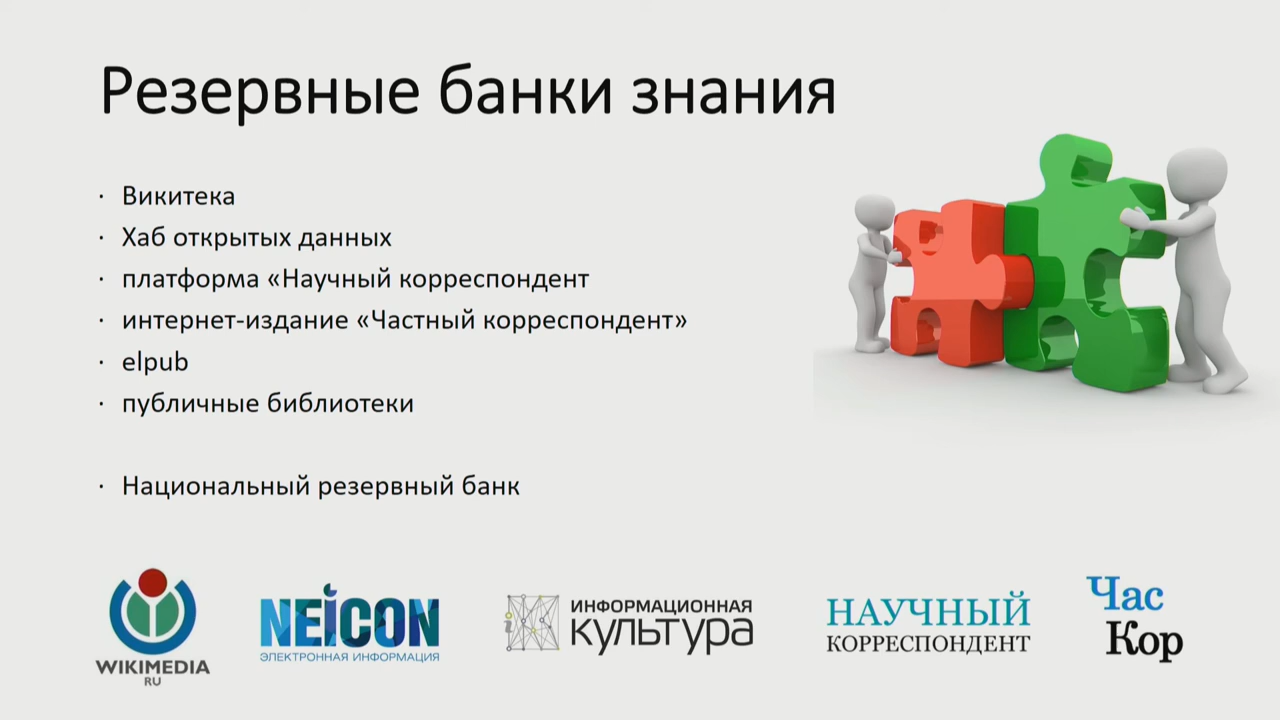 Резервные банки знания
· Викитека
· Хаб открытых данных
· платформа «Научный корреспондент
· интернет-издание «Частный корреспондент»
· elpub
· публичные библиотеки
· Национальный резервный банк
WIKIMEDIA
RU
NEICON
ЭЛЕКТРОННАЯ ИНФОРМАЦИЯ
ИНФОРМАЦИОННАЯ
КУЛЬТУРА
НАУЧНЫЙ
КОРРЕСПОНДЕНТ
Час
Кор